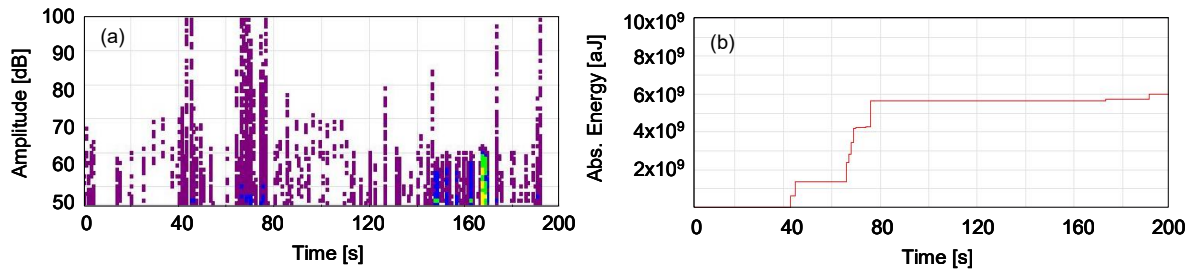 (a)
Amplitude [dB]
100
90
80
70
60
50
0 40 80 120 160 200
Time [s]
(b)
Abs. Energy [aJ]
10x10⁹
8x10⁹
6x10⁹
4x10⁹
2x10⁹
0 40 80 120 160 200
Time [s]